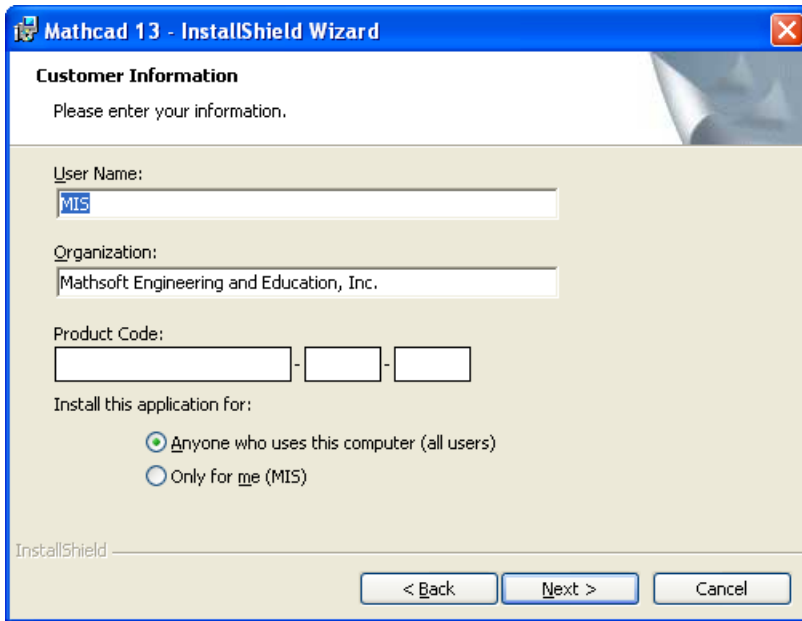 Mathcad 13 - InstallShield Wizard
Customer Information
Please enter your information.
User Name:
MIS
Organization:
Mathsoft Engineering and Education, Inc.
Product Code:
- -
Install this application for:
Anyone who uses this computer (all users)
Only for me (MIS)
InstallShield
< Back Next > Cancel